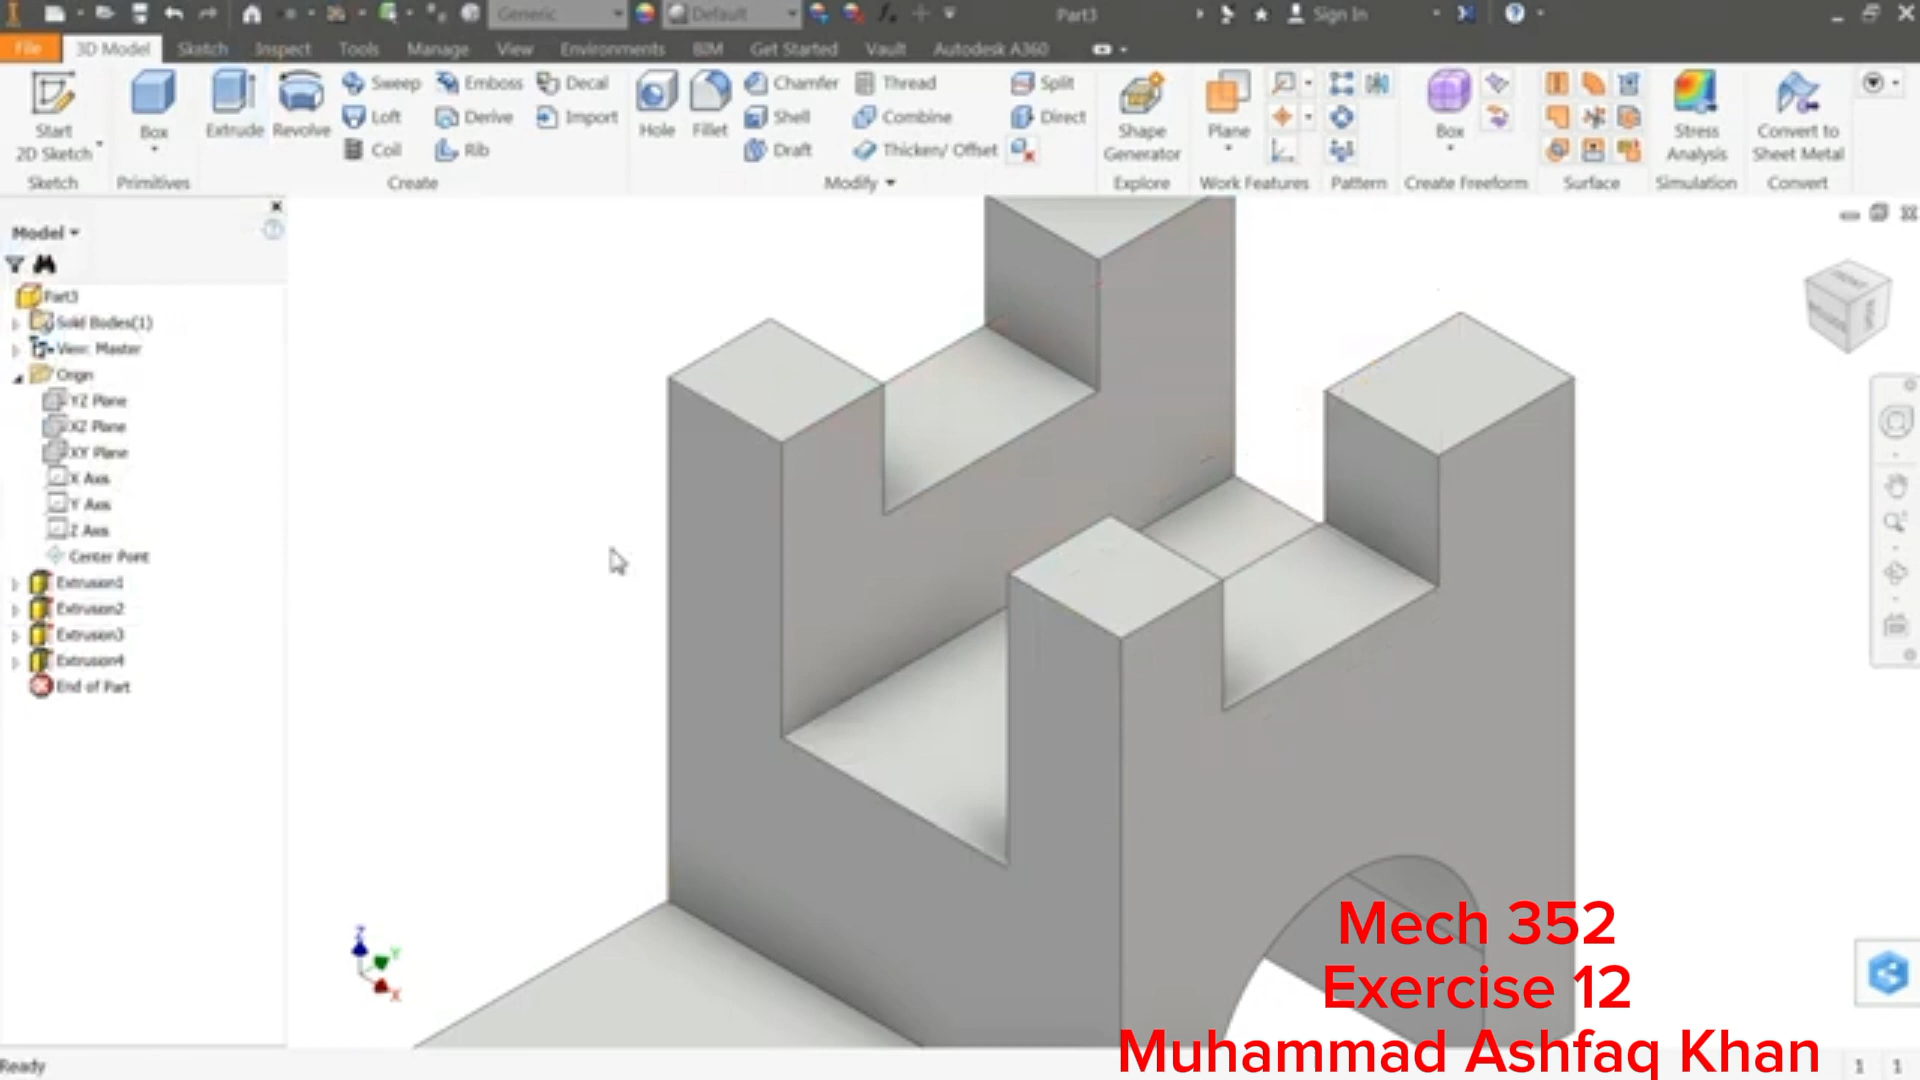 Generic
Default
Part3
Sign In
File
3D Model
Sketch
Inspect
Tools
Manage
View
Environments
BIM
Get Started
Vault
Autodesk A360
Start
2D Sketch
Box
Extrude
Revolve
Sweep
Emboss
Decal
Loft
Derive
Import
Coil
Rib
Hole
Fillet
Chamfer
Thread
Split
Shell
Combine
Direct
Draft
Thicken/ Offset
Shape
Generator
Plane
Box
Stress
Analysis
Convert to
Sheet Metal
Sketch
Primitives
Create
Modify
Explore
Work Features
Pattern
Create Freeform
Surface
Simulation
Convert
Model
Part3
Solid Bodies(1)
View: Master
Origin
YZ Plane
XZ Plane
XY Plane
X Axis
Y Axis
Z Axis
Center Point
Extrusion1
Extrusion2
Extrusion3
Extrusion4
End of Part
FRONT
Z
Y
X
Mech 352
Exercise 12
Muhammad Ashfaq Khan
Ready
1 1